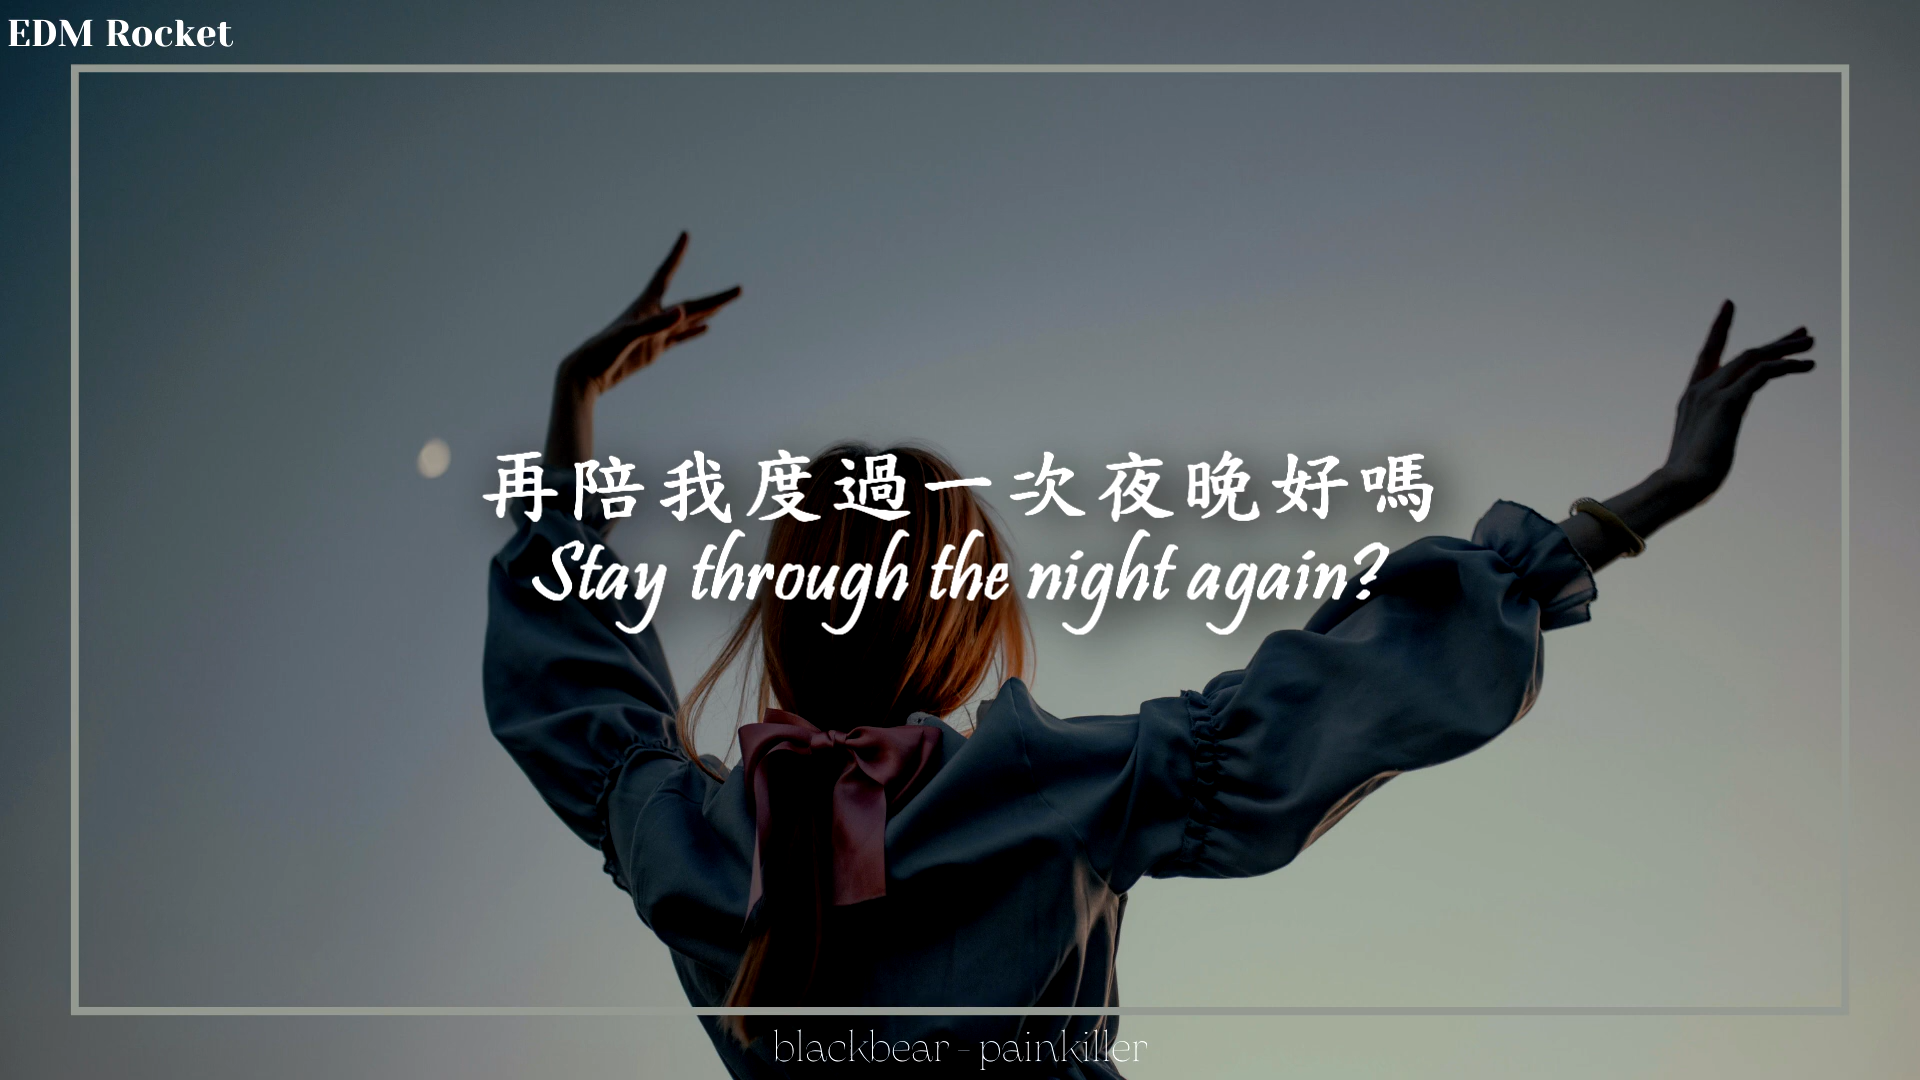 EDM Rocket
再陪我度過一次夜晚好嗎
Stay through the night again?
blackbear - painkiller